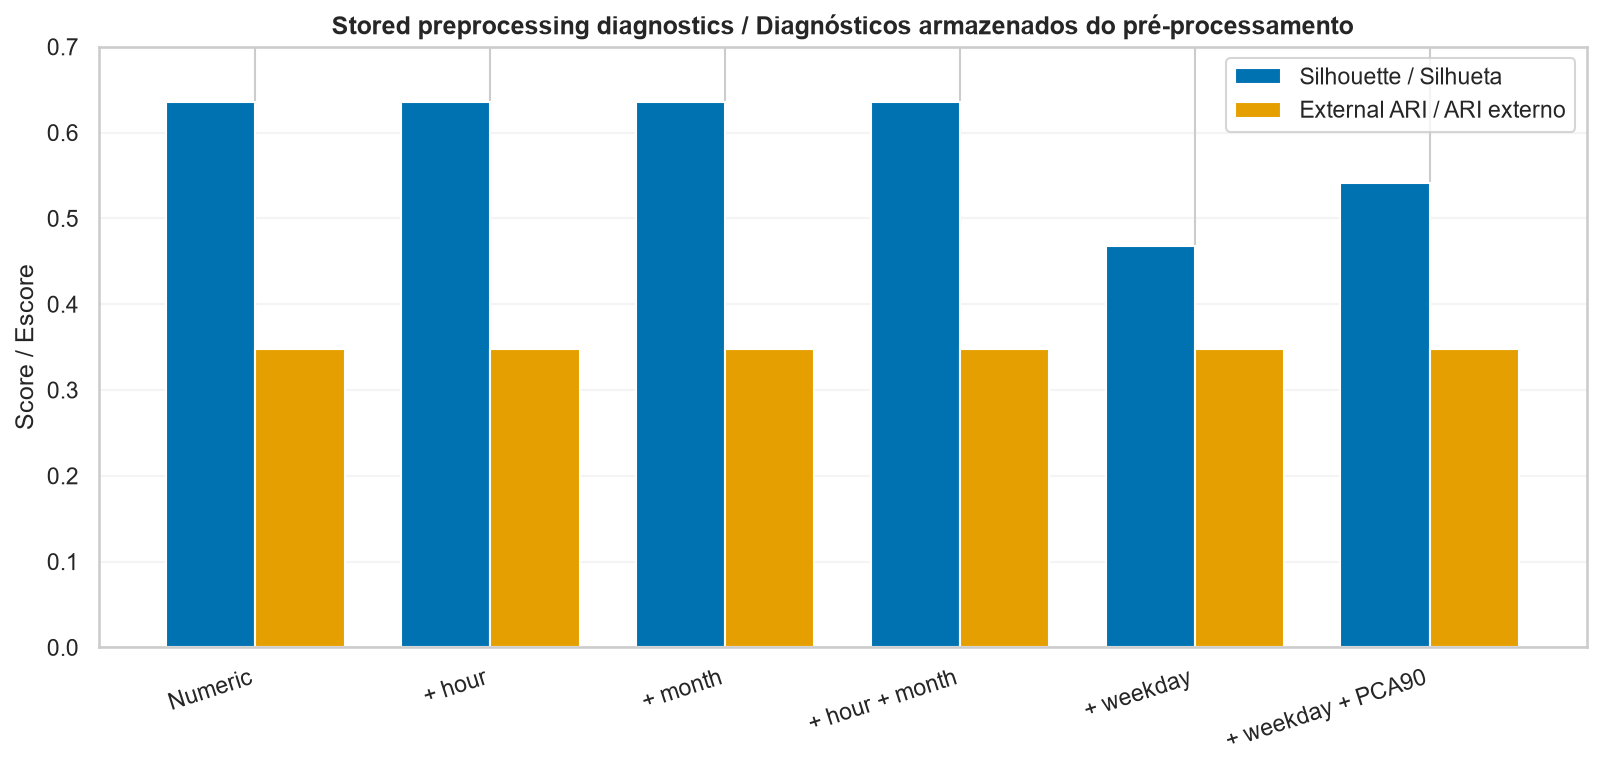 Stored preprocessing diagnostics / Diagnósticos armazenados do pré-processamento
Silhouette / Silhueta
External ARI / ARI externo
Score / Escore
0.7
0.6
0.5
0.4
0.3
0.2
0.1
0.0
Numeric
+ hour
+ month
+ hour + month
+ weekday
+ weekday + PCA90